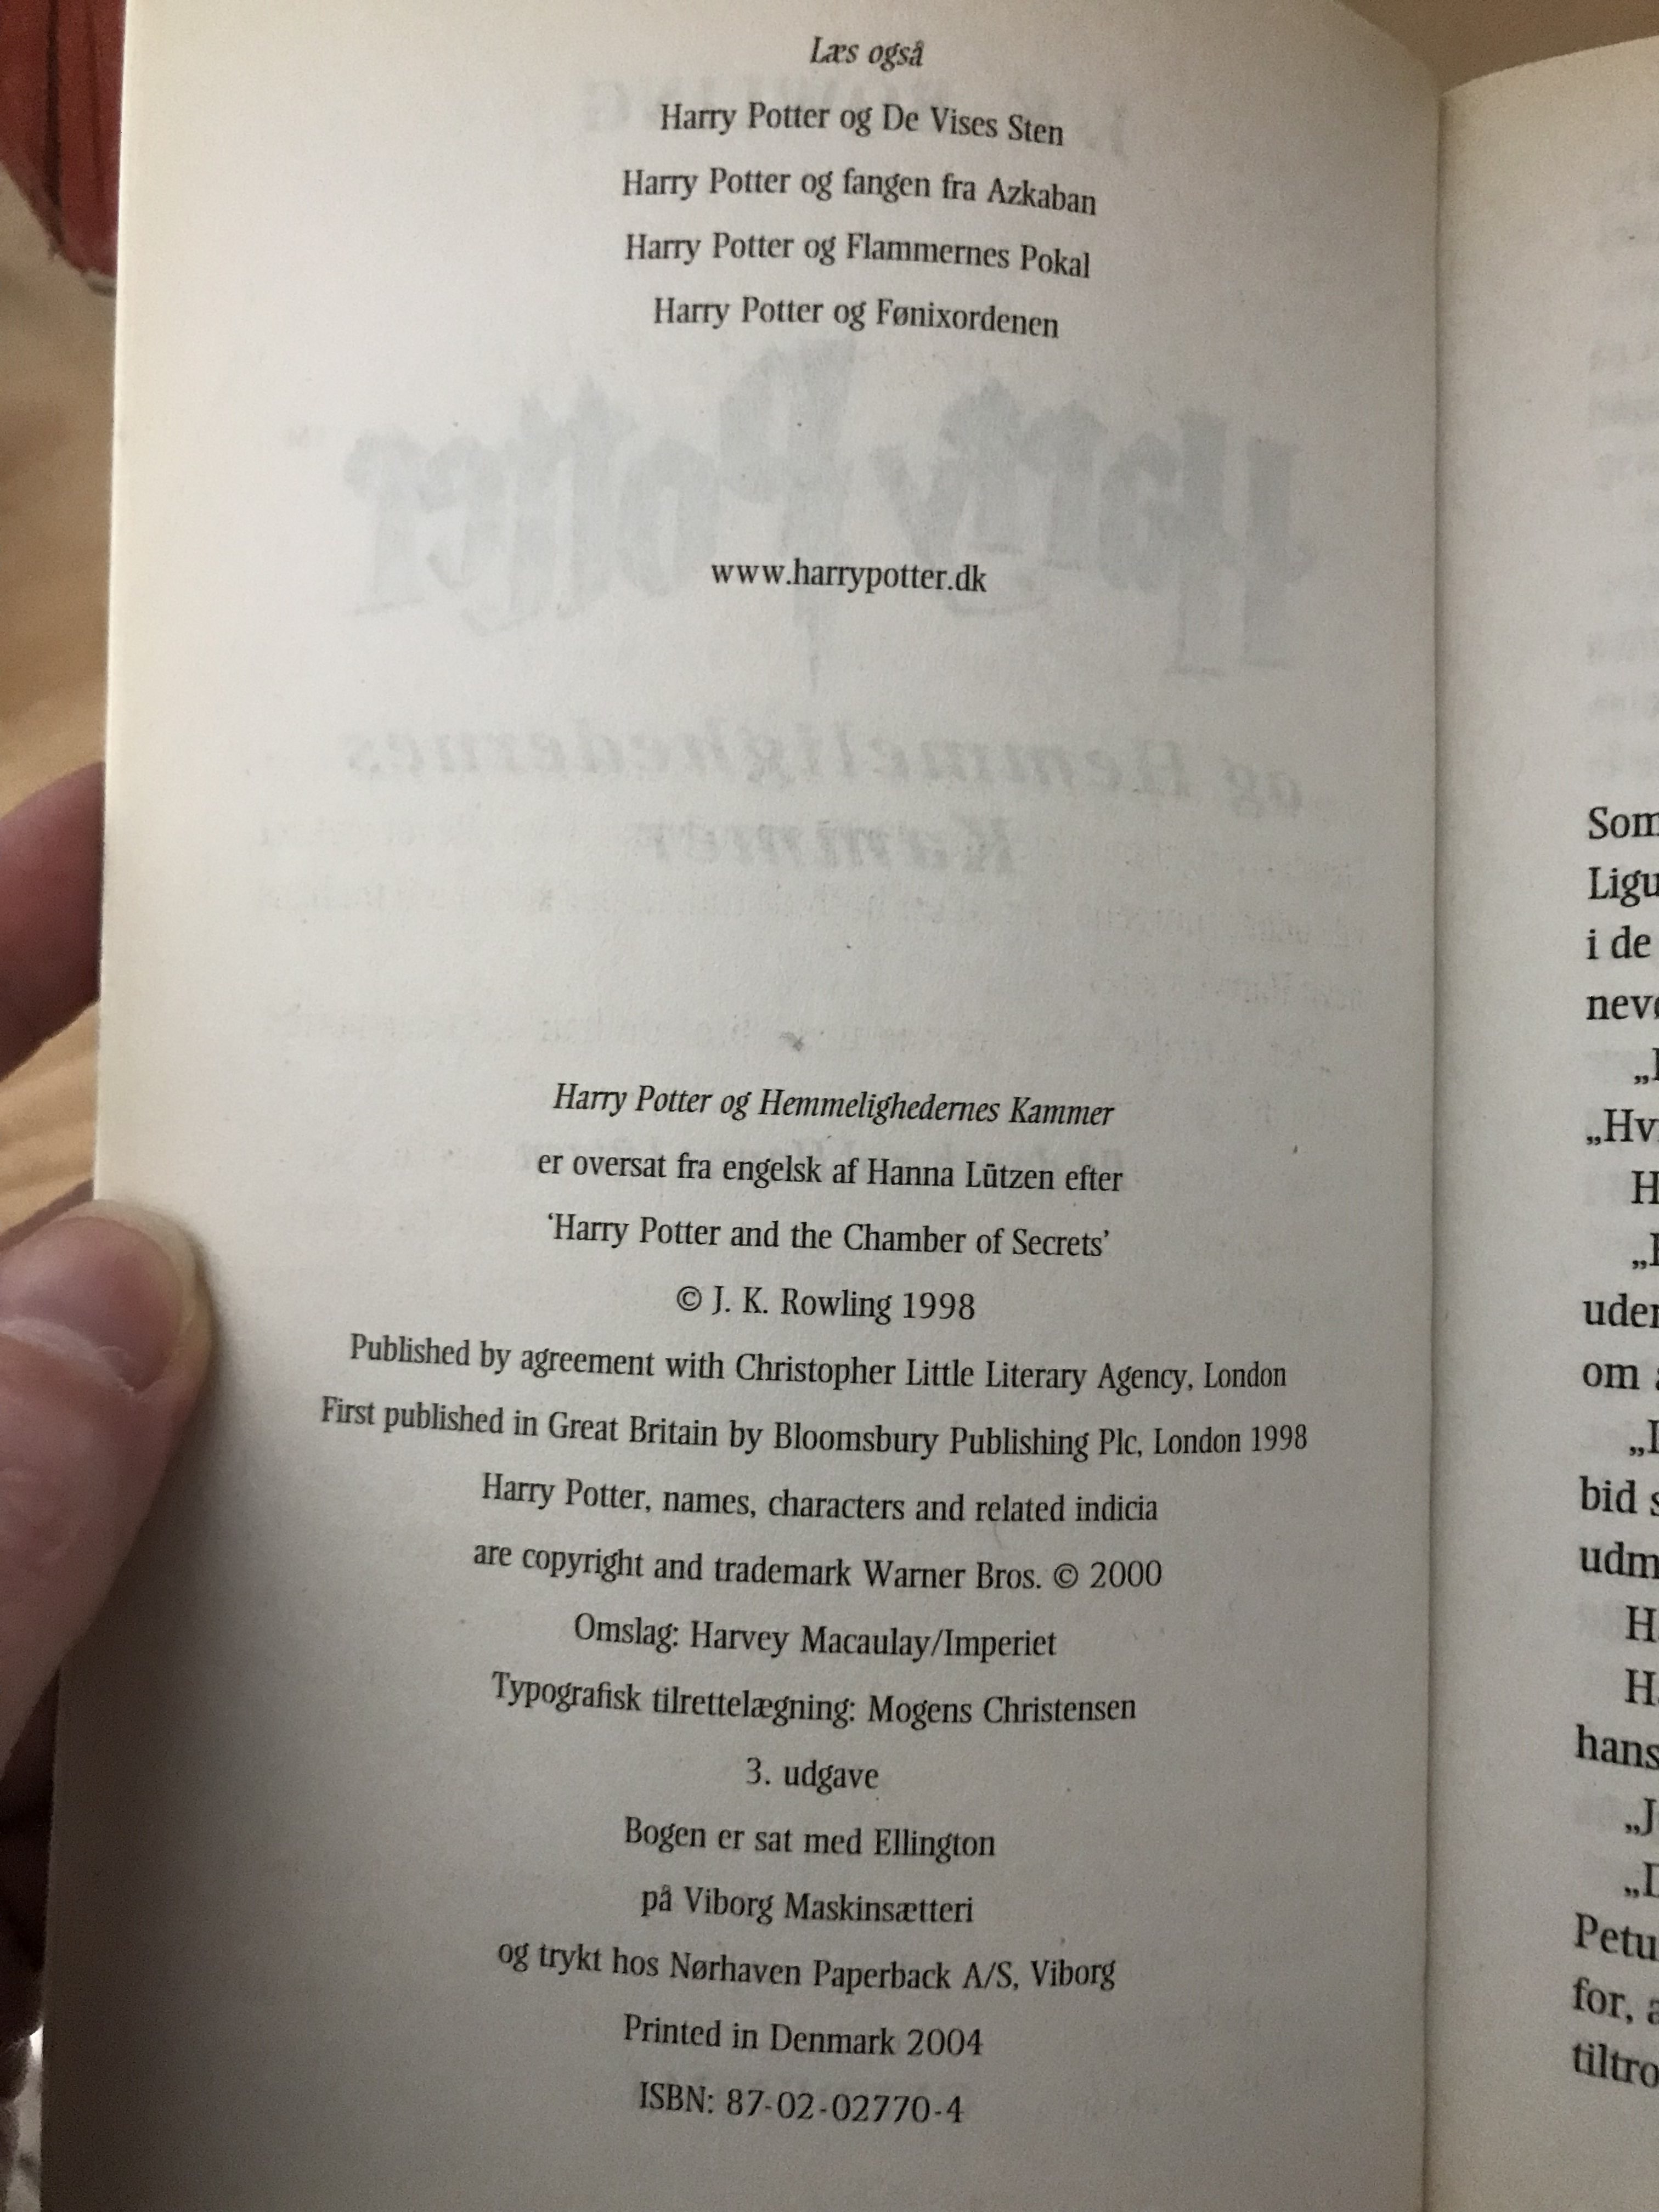 Læs også
Harry Potter og De Vises Sten
Harry Potter og fangen fra Azkaban
Harry Potter og Flammernes Pokal
Harry Potter og Fønixordenen
www.harrypotter.dk
Harry Potter og Hemmelighedernes Kammer
er oversat fra engelsk af Hanna Lützen efter
‘Harry Potter and the Chamber of Secrets’
© J. K. Rowling 1998
Published by agreement with Christopher Little Literary Agency, London
First published in Great Britain by Bloomsbury Publishing Plc, London 1998
Harry Potter, names, characters and related indicia
are copyright and trademark Warner Bros. © 2000
Omslag: Harvey Macaulay/Imperiet
Typografisk tilrettelægning: Mogens Christensen
3. udgave
Bogen er sat med Ellington
på Viborg Maskinsætteri
og trykt hos Nørhaven Paperback A/S, Viborg
Printed in Denmark 2004
ISBN: 87-02-02770-4
Som
i de
om
bid
hans
for,